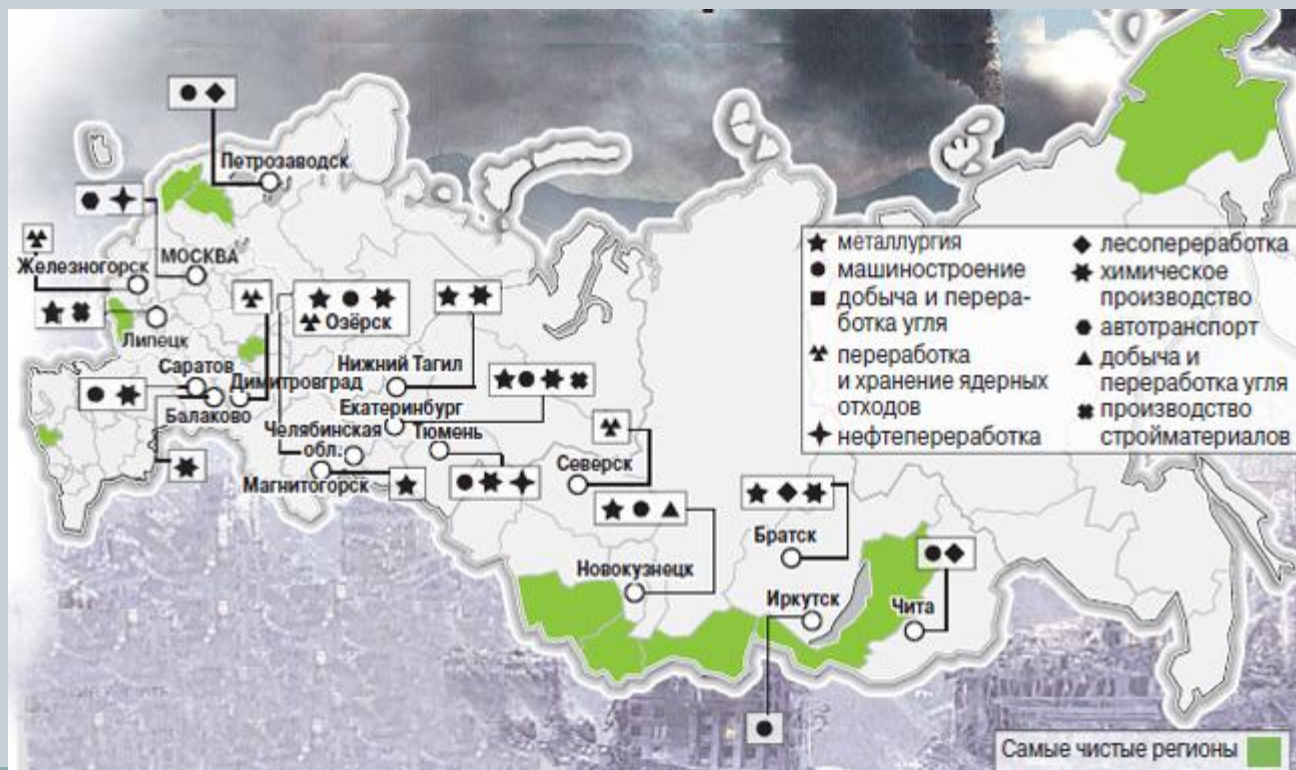 Петрозаводск
МОСКВА
Железногорск
Липецк
Озёрск
Нижний Тагил
Саратов
Димитровград
Балаково
Екатеринбург
Челябинская
обл.
Тюмень
Магнитогорск
Северск
Новокузнецк
Братск
Иркутск
Чита
металлургия
машиностроение
добыча и перера-
ботка угля
переработка
и хранение ядерных
отходов
нефтепереработка
лесопереработка
химическое
производство
автотранспорт
добыча и
переработка угля
производство
стройматериалов
Самые чистые регионы